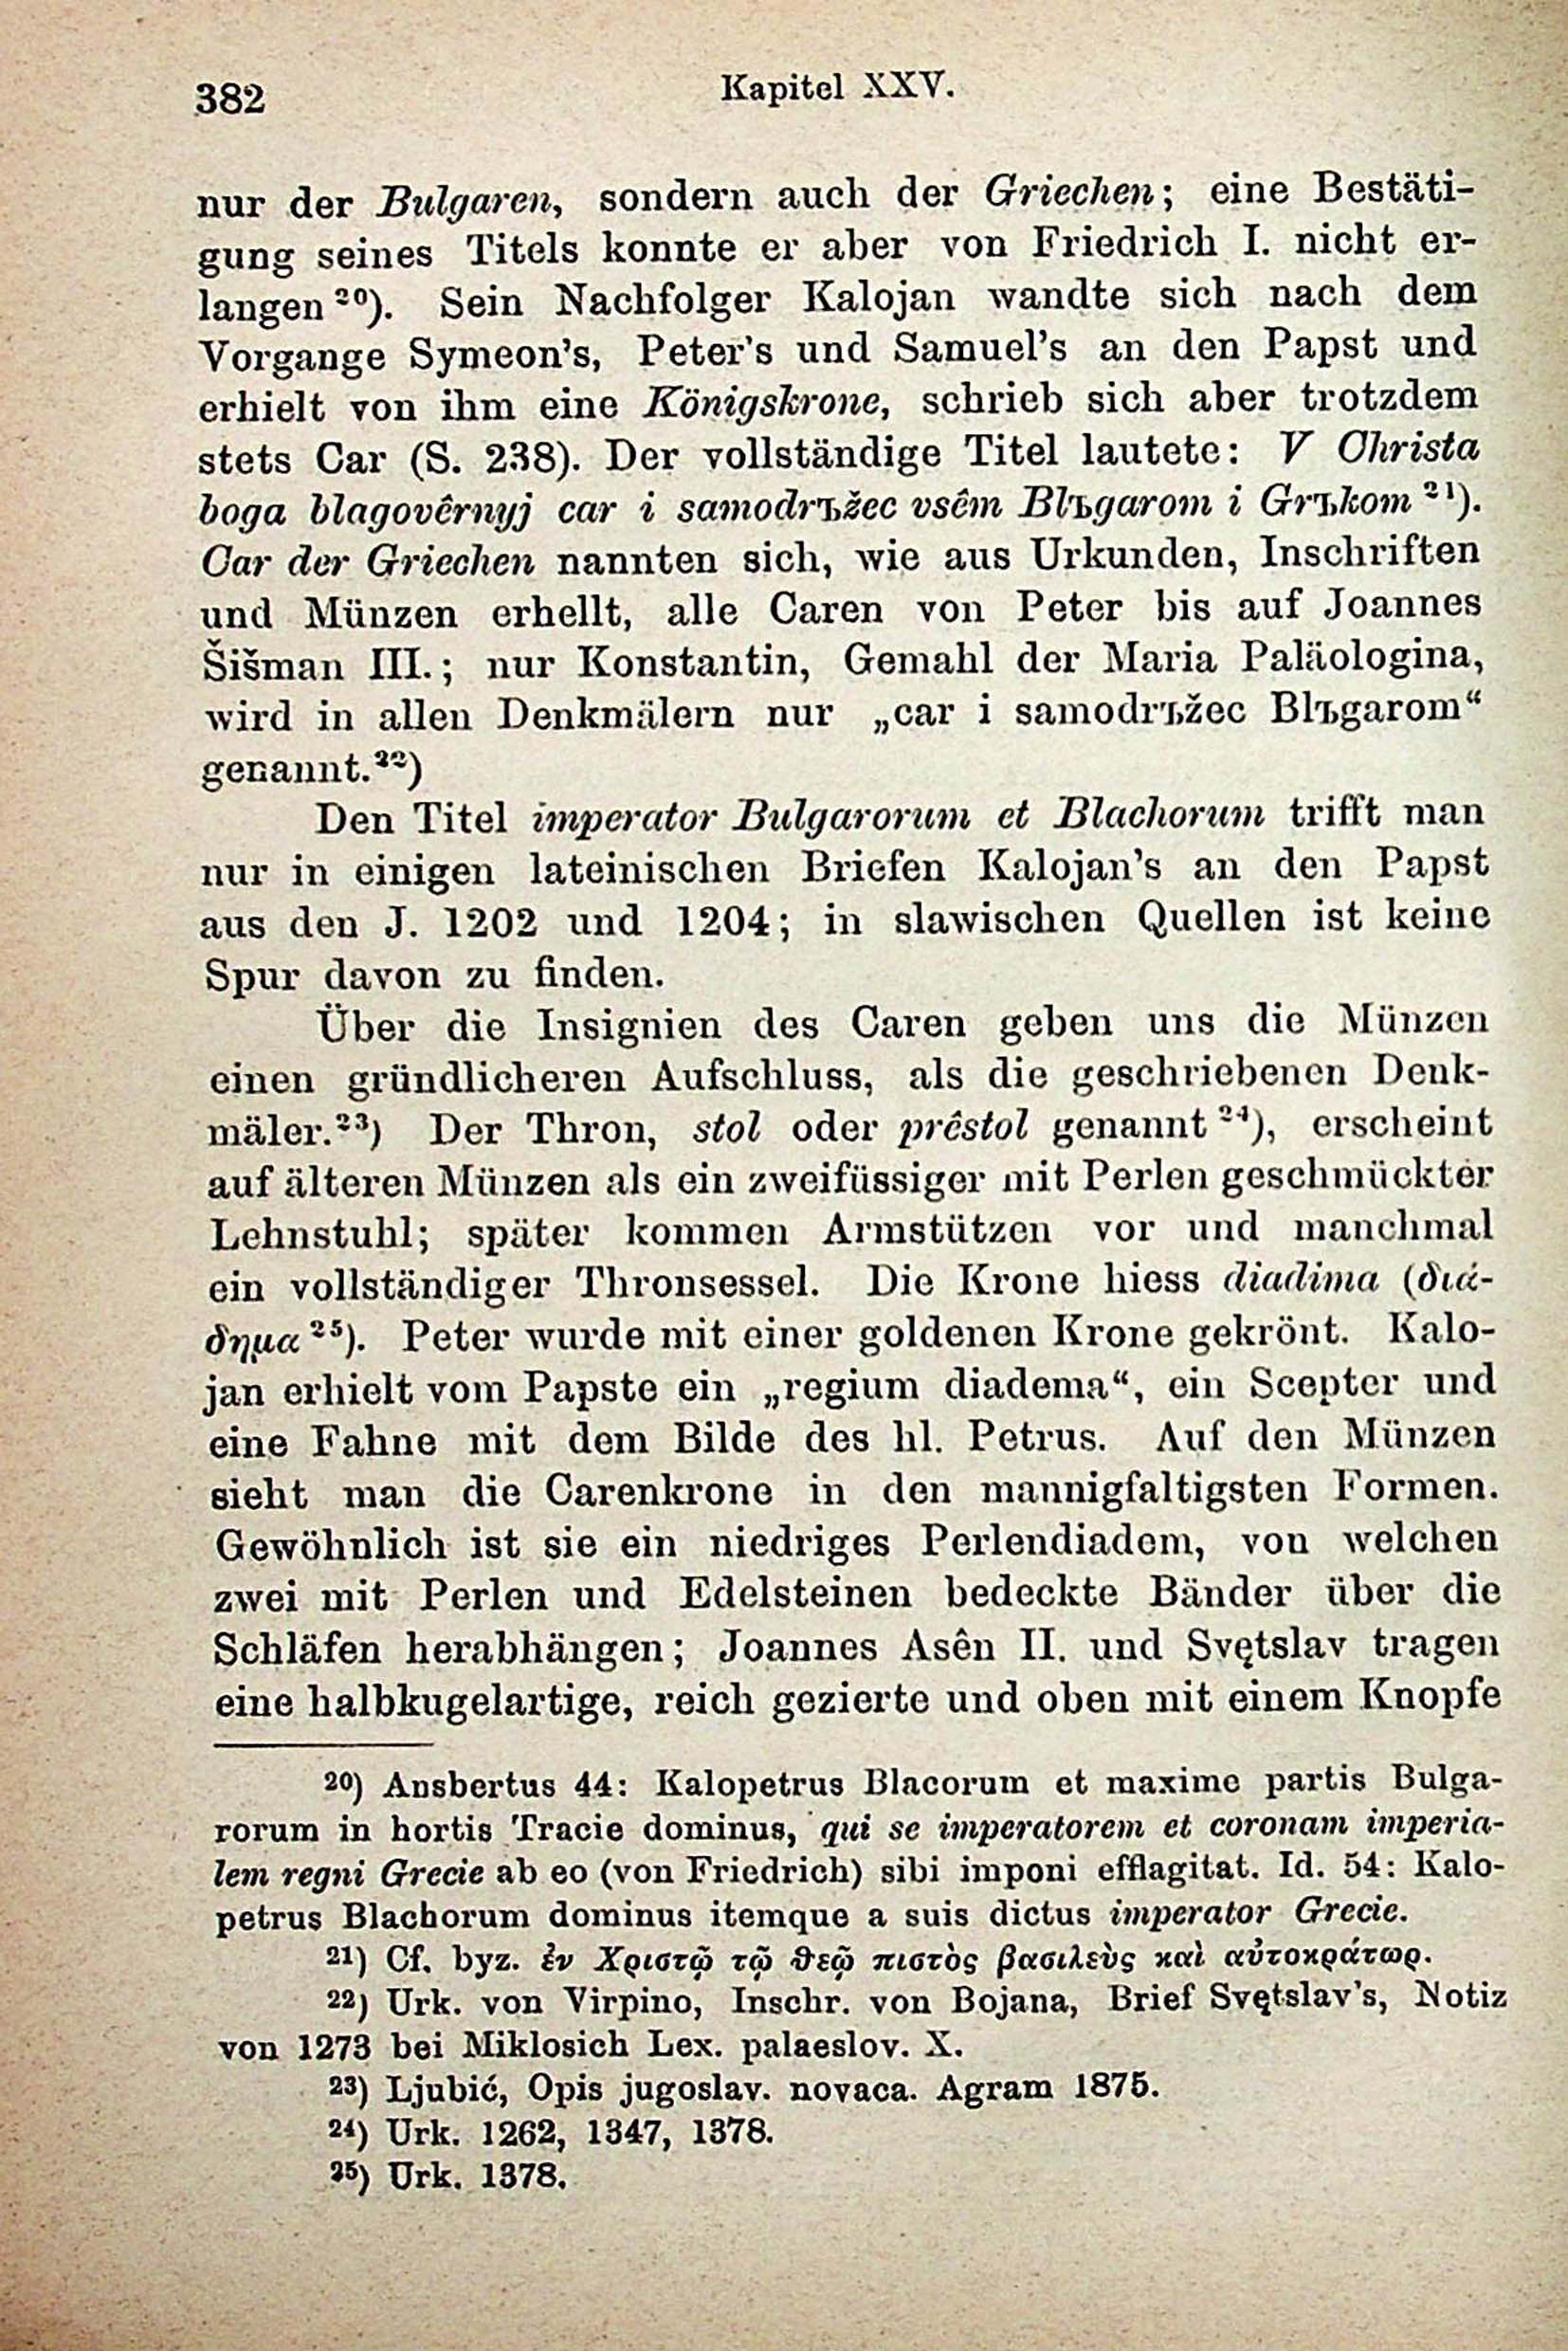 382
Kapitel XXV.
nur der Bulgaren, sondern auch der Griechen; eine Bestäti-
gung seines Titels konnte er aber von Friedrich I. nicht er-
langen ²⁰). Sein Nachfolger Kalojan wandte sich nach dem
Vorgange Symeon's, Peter's und Samuel's an den Papst und
erhielt von ihm eine Königskrone, schrieb sich aber trotzdem
stets Car (S. 238). Der vollständige Titel lautete: V Christa
boga blagovêrnyj car i samodrъžec vsêm Blъgarom i Grъkom ²¹).
Car der Griechen nannten sich, wie aus Urkunden, Inschriften
und Münzen erhellt, alle Caren von Peter bis auf Joannes
Šišman III.; nur Konstantin, Gemahl der Maria Paläologina,
wird in allen Denkmälern nur „car i samodrъžec Blъgarom“
genannt.²²)
Den Titel imperator Bulgarorum et Blachorum trifft man
nur in einigen lateinischen Briefen Kalojan's an den Papst
aus den J. 1202 und 1204; in slawischen Quellen ist keine
Spur davon zu finden.
Über die Insignien des Caren geben uns die Münzen
einen gründlicheren Aufschluss, als die geschriebenen Denk-
mäler.²³) Der Thron, stol oder prêstol genannt ²⁴), erscheint
auf älteren Münzen als ein zweifüssiger mit Perlen geschmückter
Lehnstuhl; später kommen Armstützen vor und manchmal
ein vollständiger Thronsessel. Die Krone hiess diadima (διά-
δημα ²⁵). Peter wurde mit einer goldenen Krone gekrönt. Kalo-
jan erhielt vom Papste ein „regium diadema“, ein Scepter und
eine Fahne mit dem Bilde des hl. Petrus. Auf den Münzen
sieht man die Carenkrone in den mannigfaltigsten Formen.
Gewöhnlich ist sie ein niedriges Perlendiadem, von welchen
zwei mit Perlen und Edelsteinen bedeckte Bänder über die
Schläfen herabhängen; Joannes Asên II. und Svętslav tragen
eine halbkugelartige, reich gezierte und oben mit einem Knopfe
²⁰) Ansbertus 44: Kalopetrus Blacorum et maxime partis Bulga-
rorum in hortis Tracie dominus, qui se imperatorem et coronam imperia-
lem regni Grecie ab eo (von Friedrich) sibi imponi efflagitat. Id. 54: Kalo-
petrus Blachorum dominus itemque a suis dictus imperator Grecie.
²¹) Cf. byz. ἐν Χριστῷ τῷ θεῷ πιστὸς βασιλεὺς καὶ αὐτοκράτωρ.
²²) Urk. von Virpino, Inschr. von Bojana, Brief Svętslav's, Notiz
von 1273 bei Miklosich Lex. palaeslov. X.
²³) Ljubić, Opis jugoslav. novaca. Agram 1875.
²⁴) Urk. 1262, 1347, 1378.
²⁵) Urk. 1378.